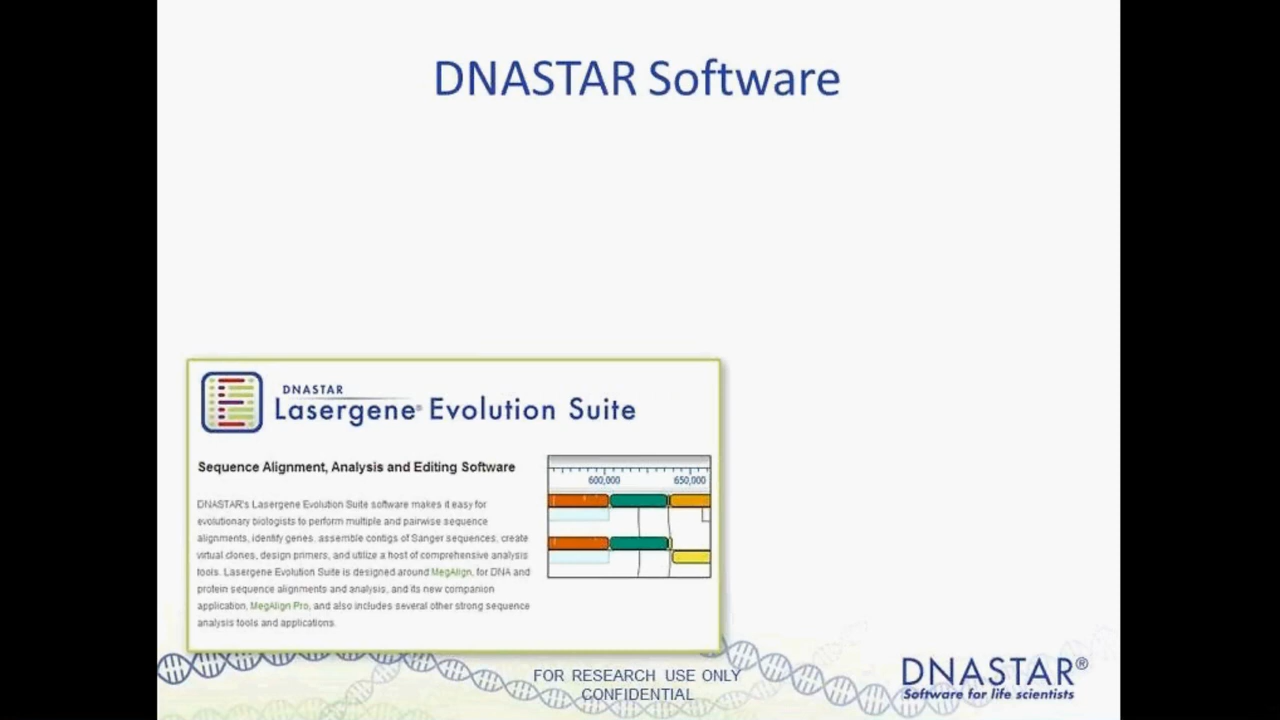 DNASTAR Software
DNASTAR
Lasergene® Evolution Suite
Sequence Alignment, Analysis and Editing Software
DNASTAR's Lasergene Evolution Suite software makes it easy for
evolutionary biologists to perform multiple and pairwise sequence
alignments, identify genes, assemble contigs of Sanger sequences, create
virtual clones, design primers, and utilize a host of comprehensive analysis
tools. Lasergene Evolution Suite is designed around MegAlign, for DNA and
protein sequence alignments and analysis, and its new companion
application, MegAlign Pro, and also includes several other strong sequence
analysis tools and applications.
600,000 650,000
FOR RESEARCH USE ONLY
CONFIDENTIAL
DNASTAR®
Software for life scientists